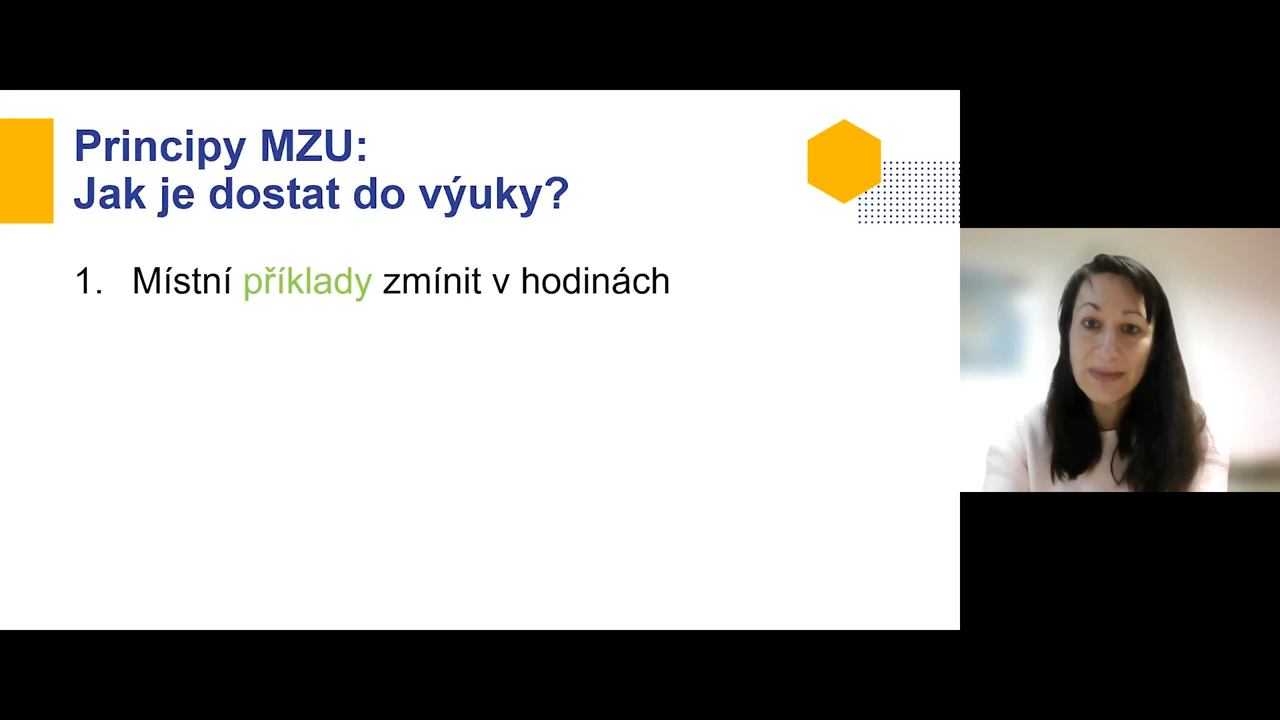 Principy MZU:
Jak je dostat do výuky?
1. Místní příklady zmínit v hodinách